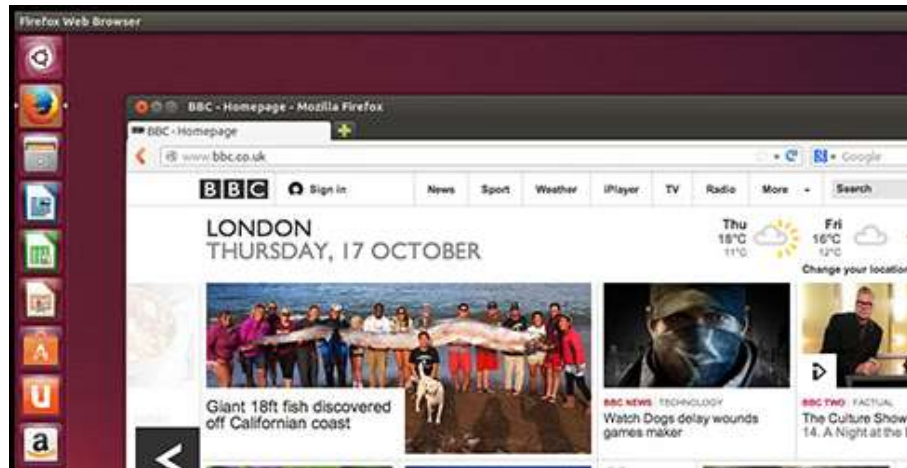 Firefox Web Browser
BBC - Homepage - Mozilla Firefox
BBC - Homepage
www.bbc.co.uk
Google
BBC
Sign in
News
Sport
Weather
iPlayer
TV
Radio
More
Search
LONDON
THURSDAY, 17 OCTOBER
Thu
18°C
11°C
Fri
16°C
12°C
Change your location
Giant 18ft fish discovered
off Californian coast
BBC NEWS TECHNOLOGY
Watch Dogs delay wounds
games maker
BBC TWO FACTUAL
The Culture Show
14. A Night at the
A
U
a